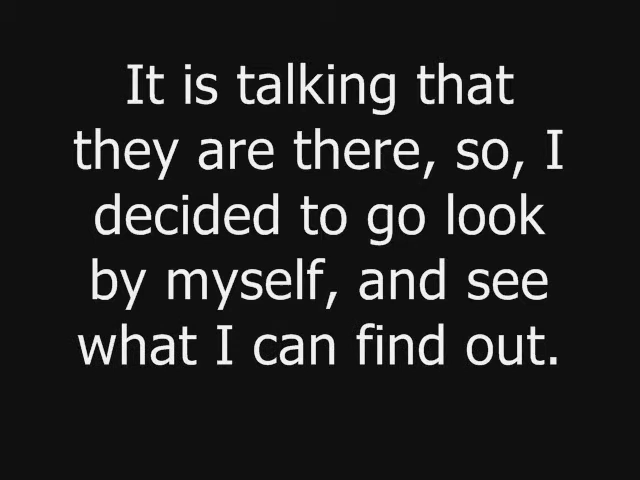 It is talking that
they are there, so, I
decided to go look
by myself, and see
what I can find out.